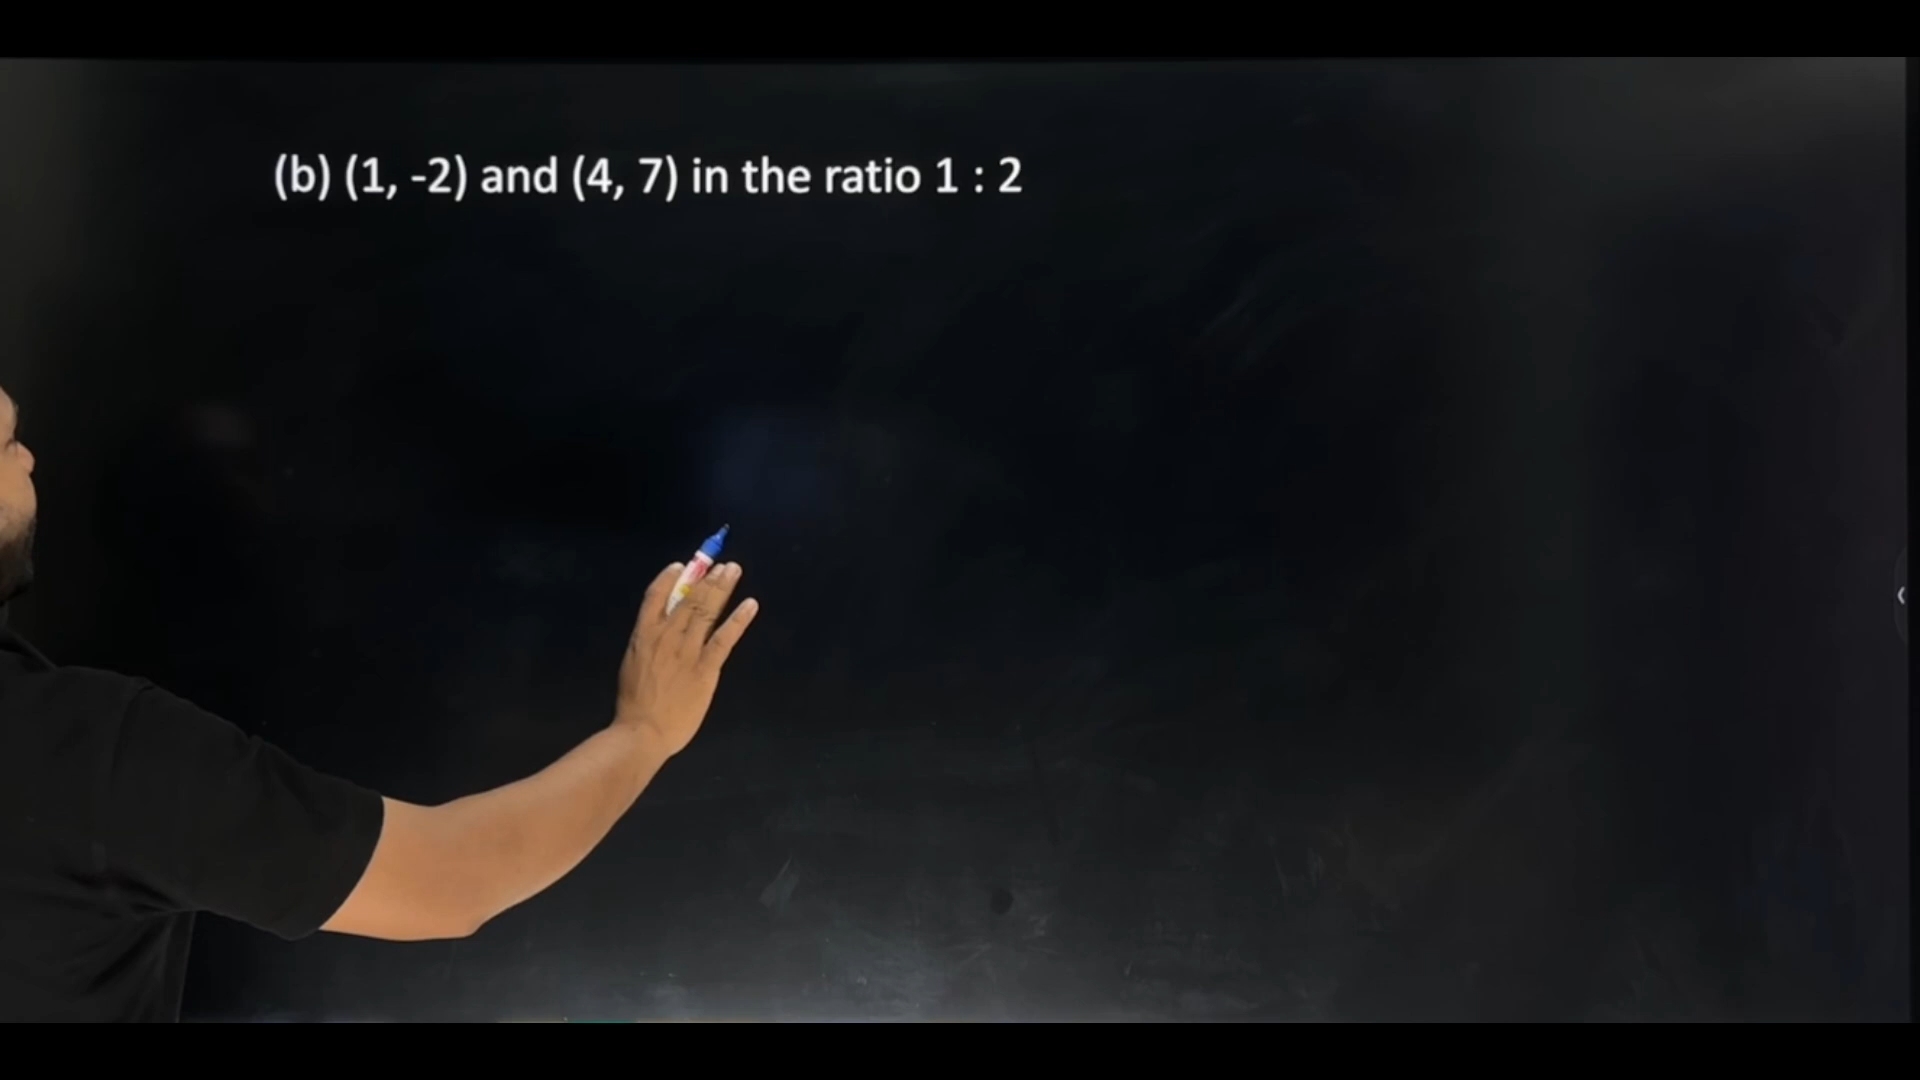 (b) (1, -2) and (4, 7) in the ratio 1 : 2